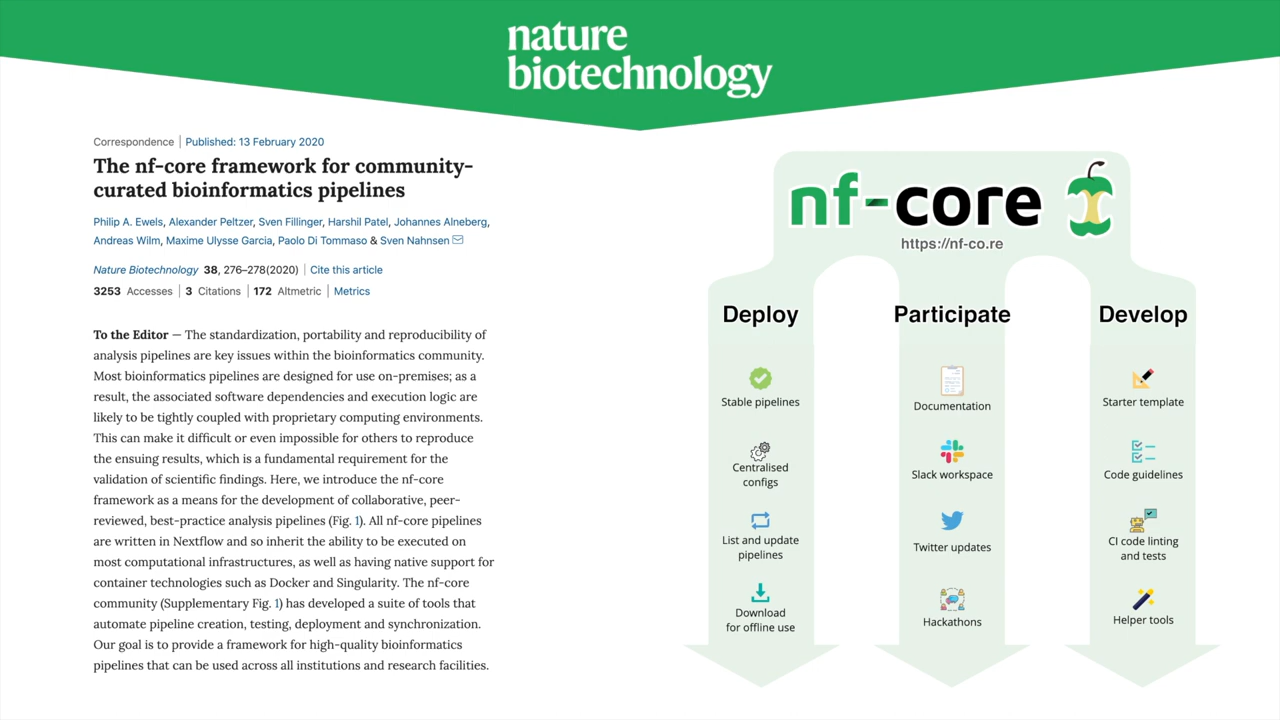 nature
biotechnology
Correspondence | Published: 13 February 2020
The nf-core framework for community-
curated bioinformatics pipelines
Philip A. Ewels, Alexander Peltzer, Sven Fillinger, Harshil Patel, Johannes Alneberg,
Andreas Wilm, Maxime Ulysse Garcia, Paolo Di Tommaso & Sven Nahnsen
Nature Biotechnology 38, 276–278(2020) | Cite this article
3253 Accesses | 3 Citations | 172 Altmetric | Metrics
To the Editor — The standardization, portability and reproducibility of
analysis pipelines are key issues within the bioinformatics community.
Most bioinformatics pipelines are designed for use on-premises; as a
result, the associated software dependencies and execution logic are
likely to be tightly coupled with proprietary computing environments.
This can make it difficult or even impossible for others to reproduce
the ensuing results, which is a fundamental requirement for the
validation of scientific findings. Here, we introduce the nf-core
framework as a means for the development of collaborative, peer-
reviewed, best-practice analysis pipelines (Fig. 1). All nf-core pipelines
are written in Nextflow and so inherit the ability to be executed on
most computational infrastructures, as well as having native support for
container technologies such as Docker and Singularity. The nf-core
community (Supplementary Fig. 1) has developed a suite of tools that
automate pipeline creation, testing, deployment and synchronization.
Our goal is to provide a framework for high-quality bioinformatics
pipelines that can be used across all institutions and research facilities.
nf-core
https://nf-co.re
Deploy
Stable pipelines
Centralised
configs
List and update
pipelines
Download
for offline use
Participate
Documentation
Slack workspace
Twitter updates
Hackathons
Develop
Starter template
Code guidelines
CI code linting
and tests
Helper tools